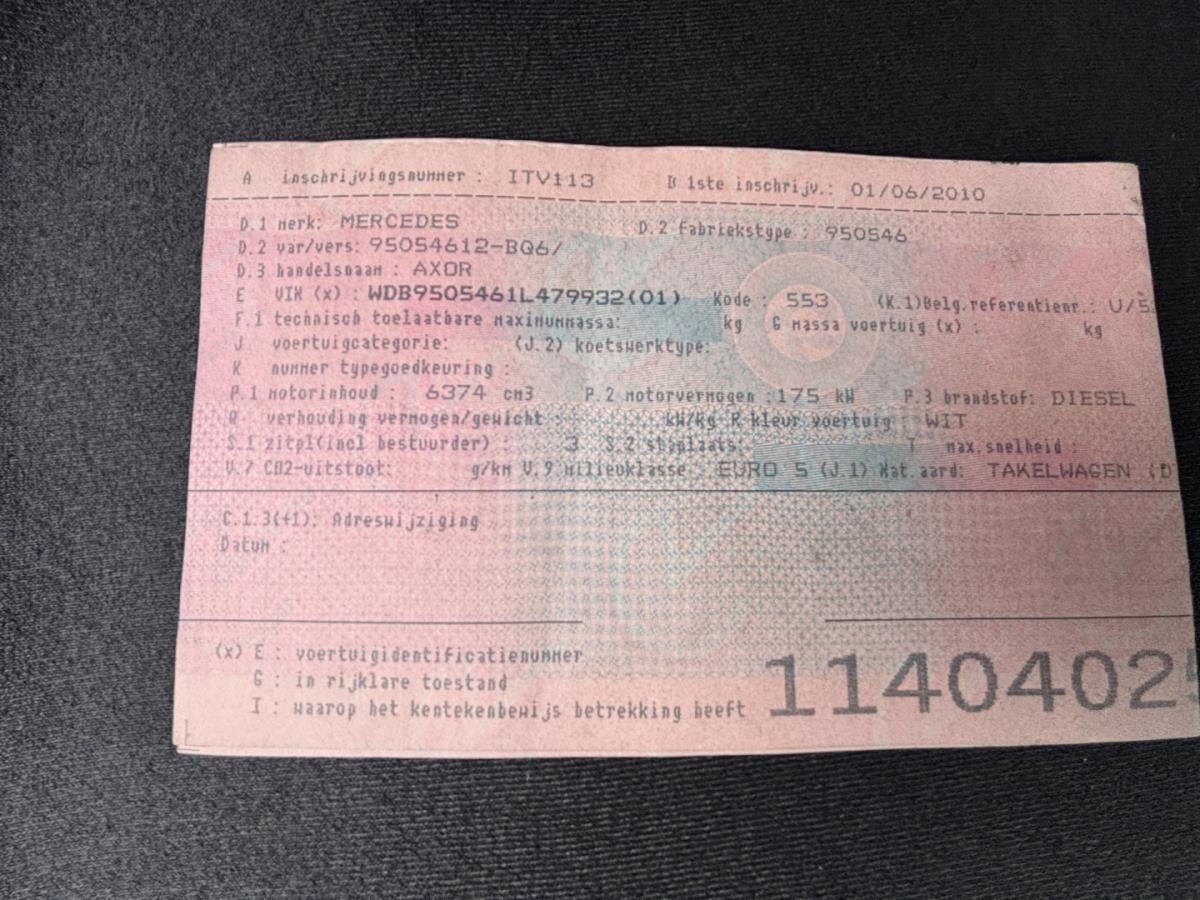 A inschrijvingsnummer : ITV113 B 1ste inschrijv.: 01/06/2010
D.1 merk: MERCEDES D.2 fabriekstype : 950546
D.2 var/vers: 95054612-BQ6/
D.3 handelsnaam : AXOR
E VIN (x) : WDB9505461L479932(01) Kode : 553 (K.1)Belg.referentienr.: U/5
F.1 technisch toelaatbare maximummassa: kg G massa voertuig (x) : kg
J voertuigcategorie: (J.2) koetswerktype:
K nummer typegoedkeuring :
P.1 motorinhoud : 6374 cm3 P.2 motorvermogen :175 kW P.3 brandstof: DIESEL
Q verhouding vermogen/gewicht : kW/kg R kleur voertuig : WIT
S.1 zitpl(incl bestuurder) : 3 S.2 staplaats: T max.snelheid :
V.7 CO2-uitstoot: g/km V.9 milieuklasse : EURO 5 (J.1) Nat.aard: TAKELWAGEN (D
C.1.3(+1): Adreswijziging
Datum :
(x) E : voertuigidentificatienummer
G : in rijklare toestand
I : waarop het kentekenbewijs betrekking heeft
1140402